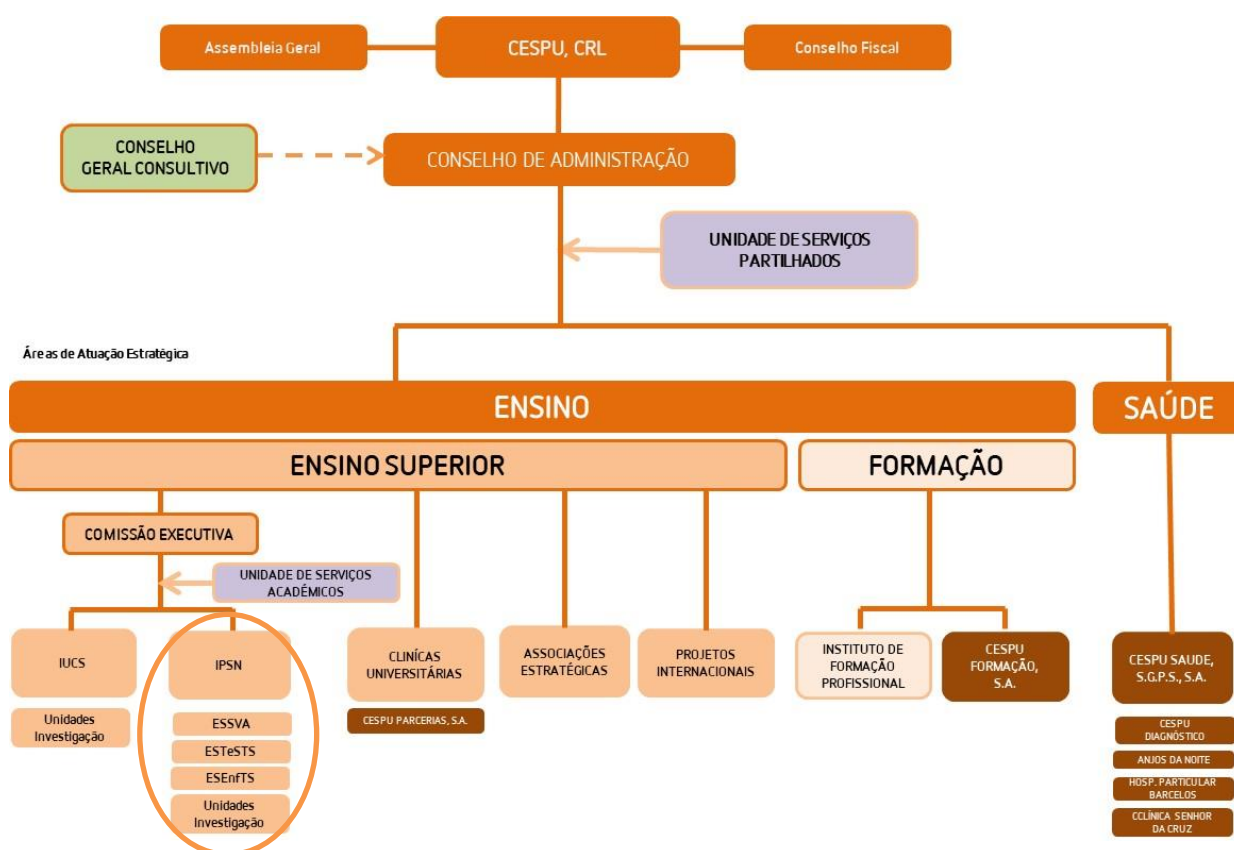 Assembleia Geral
CESPU, CRL
Conselho Fiscal
CONSELHO
GERAL CONSULTIVO
CONSELHO DE ADMINISTRAÇÃO
UNIDADE DE SERVIÇOS
PARTILHADOS
Áreas de Atuação Estratégica
ENSINO
SAÚDE
ENSINO SUPERIOR
FORMAÇÃO
COMISSÃO EXECUTIVA
UNIDADE DE SERVIÇOS
ACADÉMICOS
IUCS
Unidades
Investigação
IPSN
ESSVA
ESTeSTS
ESEnfTS
Unidades
Investigação
CLINÍCAS
UNIVERSITÁRIAS
CESPU PARCERIAS, S.A.
ASSOCIAÇÕES
ESTRATÉGICAS
PROJETOS
INTERNACIONAIS
INSTITUTO DE
FORMAÇÃO
PROFISSIONAL
CESPU
FORMAÇÃO,
S.A.
CESPU SAUDE,
S.G.P.S., S.A.
CESPU
DIAGNÓSTICO
ANJOS DA NOITE
HOSP. PARTICULAR
BARCELOS
CCLÍNICA SENHOR
DA CRUZ